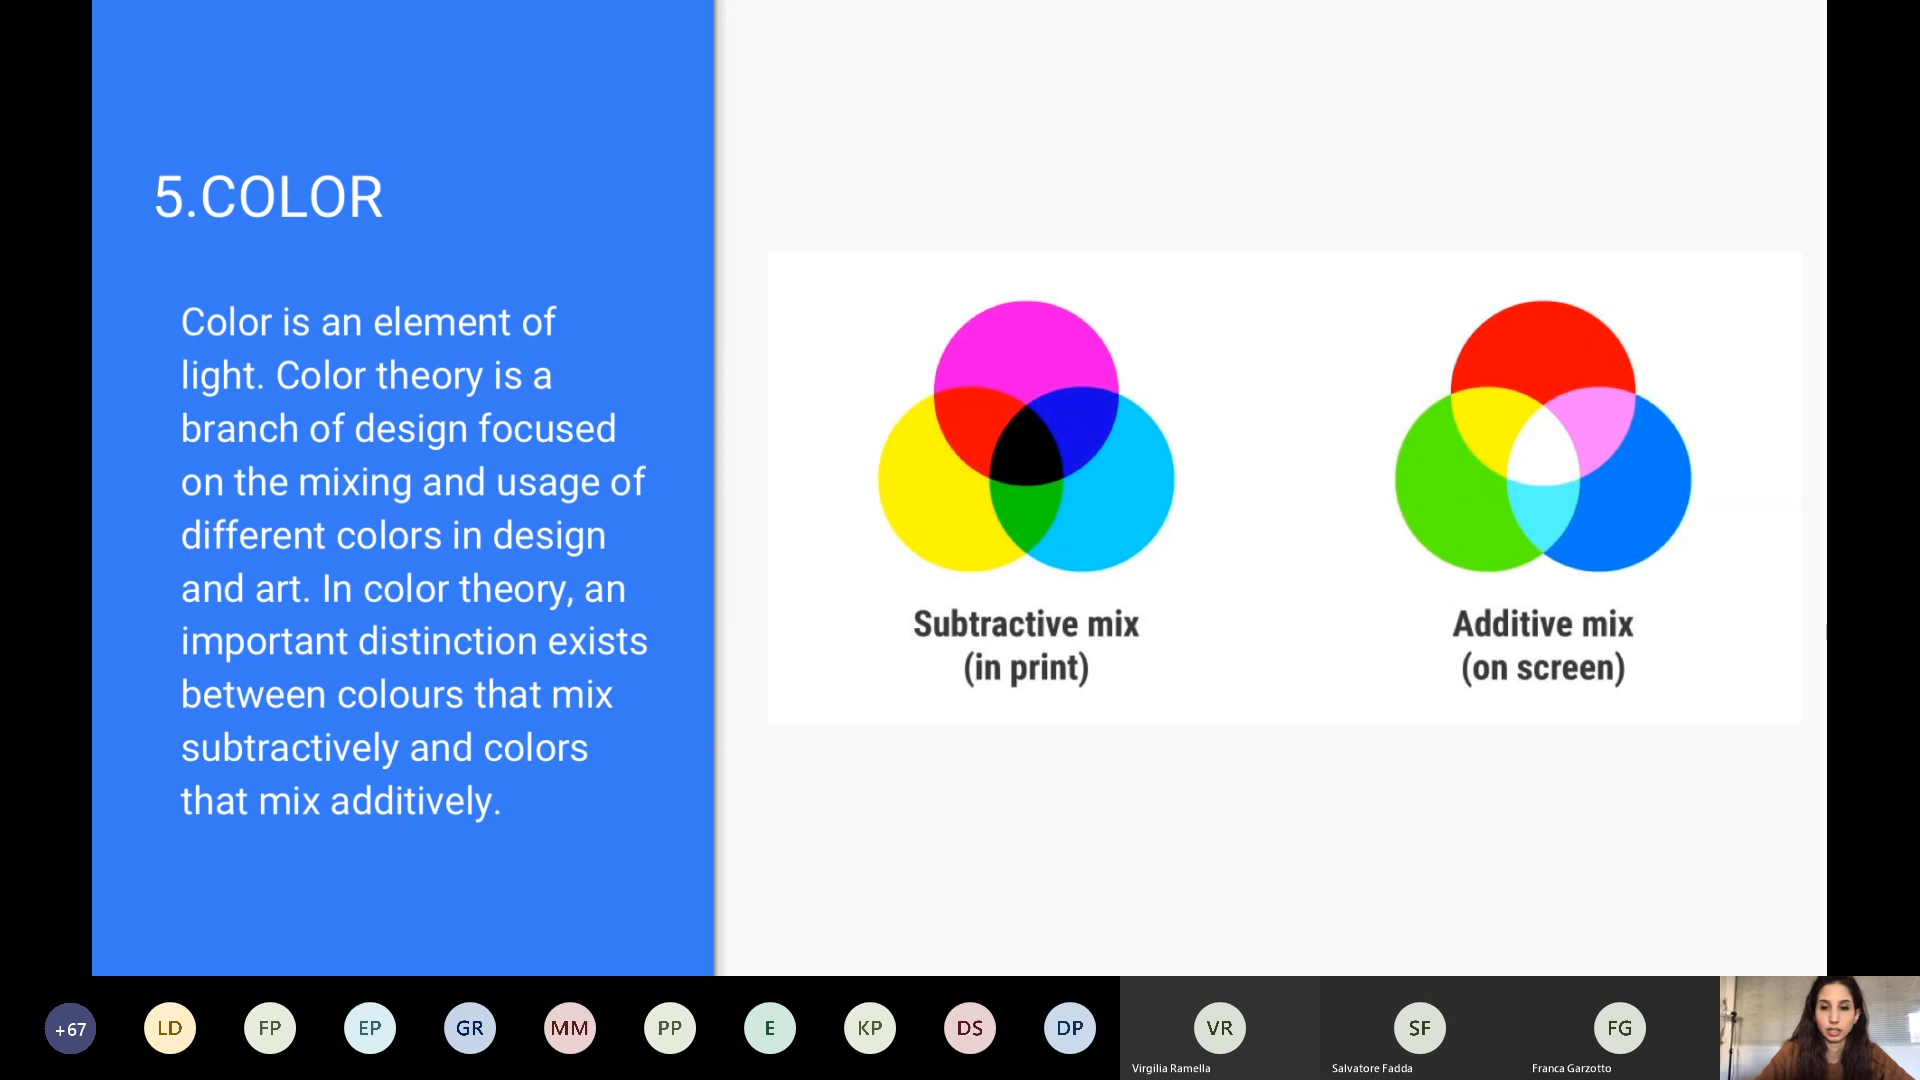 5.COLOR
Color is an element of
light. Color theory is a
branch of design focused
on the mixing and usage of
different colors in design
and art. In color theory, an
important distinction exists
between colours that mix
subtractively and colors
that mix additively.
Subtractive mix
(in print)
Additive mix
(on screen)
+67
LD
FP
EP
GR
MM
PP
E
KP
DS
DP
VR
Virgilia Ramella
SF
Salvatore Fadda
FG
Franca Garzotto